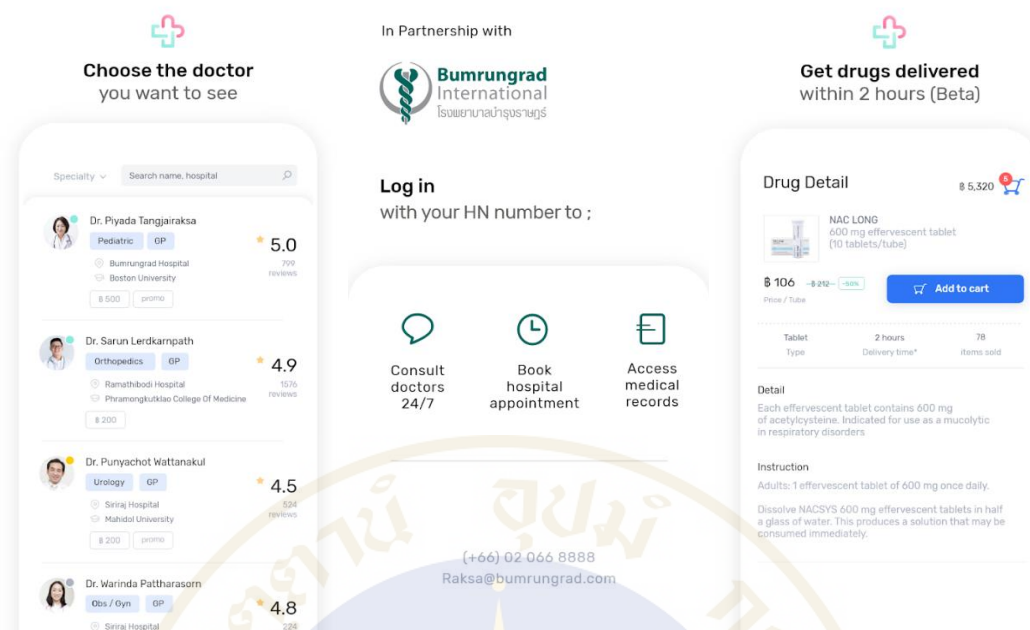 Choose the doctor
you want to see
Specialty
Search name, hospital
Dr. Piyada Tangjairaksa
Pediatric GP
5.0
Bumrungrad Hospital
799
reviews
Boston University
฿ 500 promo
Dr. Sarun Lerdkarnpath
Orthopedics GP
4.9
Ramathibodi Hospital
1576
reviews
Phramongkutklao College Of Medicine
฿ 200
Dr. Punyachot Wattanakul
Urology GP
4.5
Siriraj Hospital
524
reviews
Mahidol University
฿ 200 promo
Dr. Warinda Pattharasorn
Obs / Gyn GP
4.8
Siriraj Hospital
224
In Partnership with
Bumrungrad
International
โรงพยาบาลบำรุงราษฎร์
Log in
with your HN number to ;
Consult
doctors
24/7
Book
hospital
appointment
Access
medical
records
(+66) 02 066 8888
Raksa@bumrungrad.com
Get drugs delivered
within 2 hours (Beta)
Drug Detail
฿ 5,320
5
NAC LONG
600 mg effervescent tablet
(10 tablets/tube)
฿ 106 ฿ 212 -50%
Price / Tube
Add to cart
Tablet
Type
2 hours
Delivery time*
78
items sold
Detail
Each effervescent tablet contains 600 mg
of acetylcysteine. Indicated for use as a mucolytic
in respiratory disorders
Instruction
Adults: 1 effervescent tablet of 600 mg once daily.
Dissolve NACSYS 600 mg effervescent tablets in half
a glass of water. This produces a solution that may be
consumed immediately.